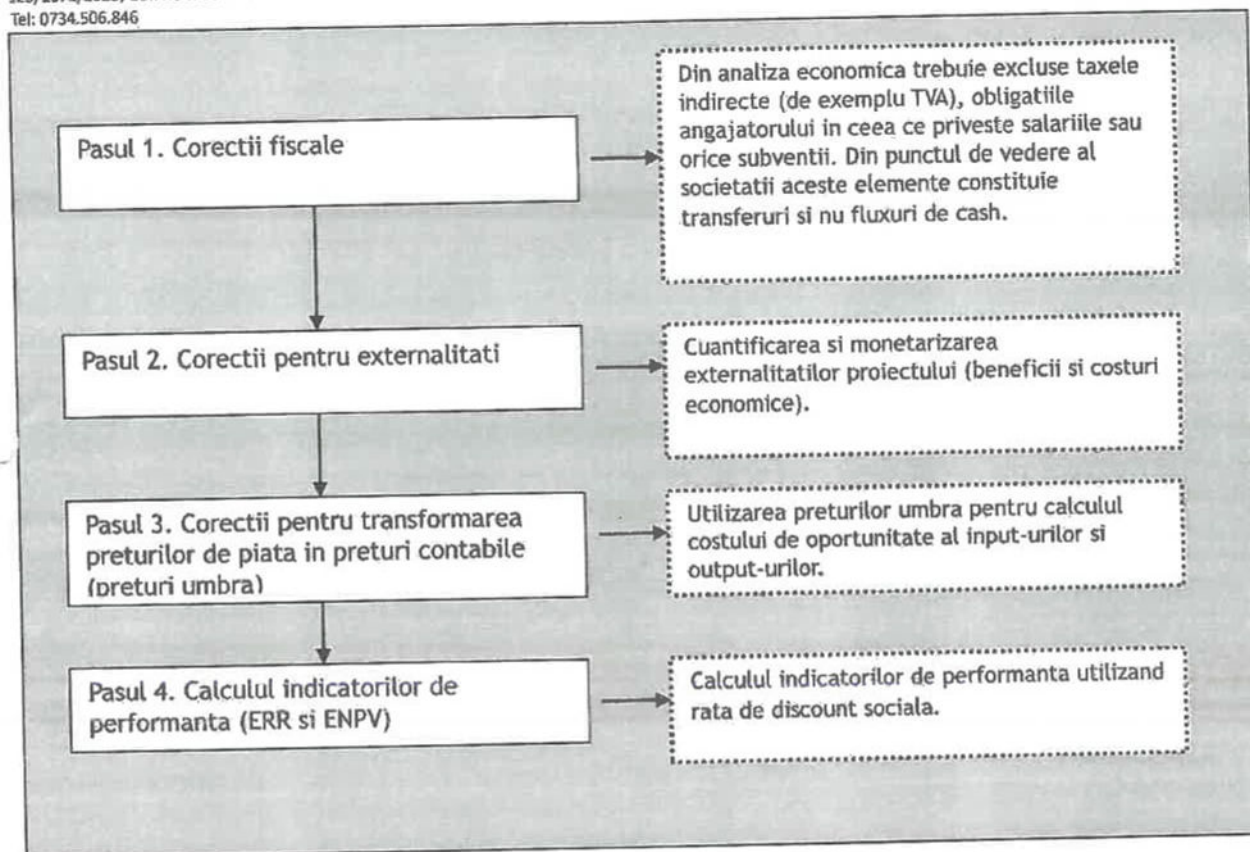 Tel: 0734.506.846
Pasul 1. Corectii fiscale
Din analiza economica trebuie excluse taxele
indirecte (de exemplu TVA), obligatiile
angajatorului in ceea ce priveste salariile sau
orice subventii. Din punctul de vedere al
societatii aceste elemente constituie
transferuri si nu fluxuri de cash.
Pasul 2. Corectii pentru externalitati
Cuantificarea si monetarizarea
externalitatilor proiectului (beneficii si costuri
economice).
Pasul 3. Corectii pentru transformarea
preturilor de piata in preturi contabile
(preturi umbra)
Utilizarea preturilor umbra pentru calculul
costului de oportunitate al input-urilor si
output-urilor.
Pasul 4. Calculul indicatorilor de
performanta (ERR si ENPV)
Calculul indicatorilor de performanta utilizand
rata de discount sociala.